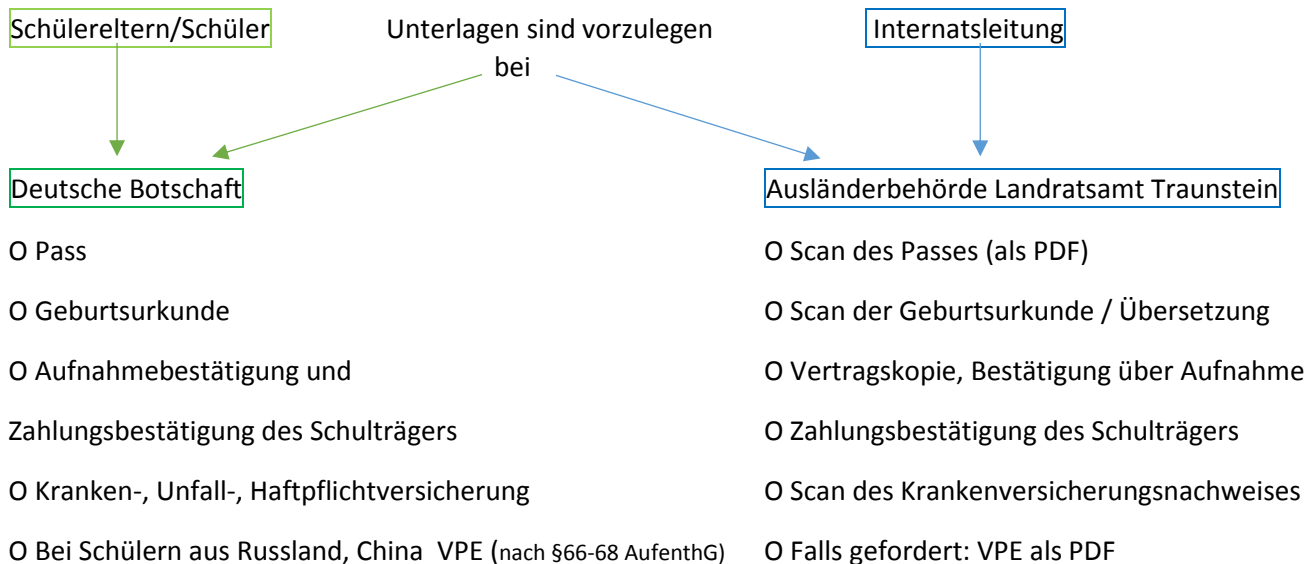 Schülereltern/Schüler Unterlagen sind vorzulegen Internatsleitung
bei
Deutsche Botschaft Ausländerbehörde Landratsamt Traunstein
O Pass O Scan des Passes (als PDF)
O Geburtsurkunde O Scan der Geburtsurkunde / Übersetzung
O Aufnahmebestätigung und O Vertragskopie, Bestätigung über Aufnahme
Zahlungsbestätigung des Schulträgers O Zahlungsbestätigung des Schulträgers
O Kranken-, Unfall-, Haftpflichtversicherung O Scan des Krankenversicherungsnachweises
O Bei Schülern aus Russland, China VPE (nach §66-68 AufenthG) O Falls gefordert: VPE als PDF